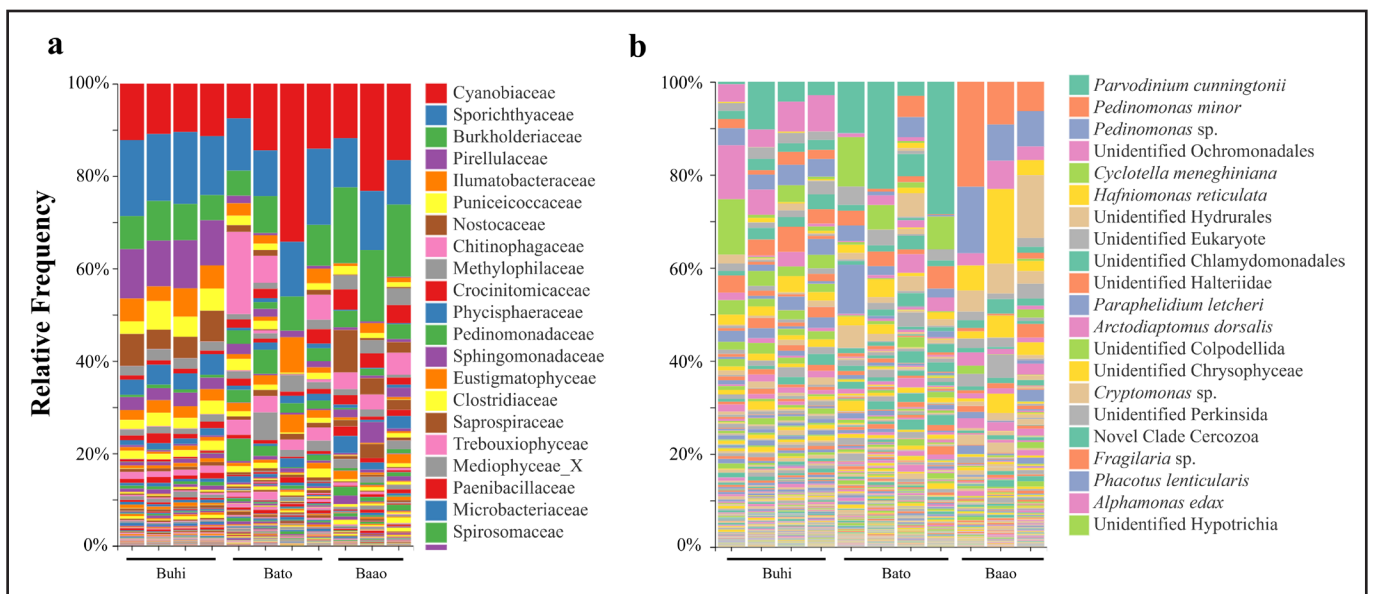 a
b
Relative Frequency
100%
80%
60%
40%
20%
0%
Buhi
Bato
Baao
Cyanobiaceae
Sporichthyaceae
Burkholderiaceae
Pirellulaceae
Ilumatobacteraceae
Puniceicoccaceae
Nostocaceae
Chitinophagaceae
Methylophilaceae
Crocinitomicaceae
Phycisphaeraceae
Pedinomonadaceae
Sphingomonadaceae
Eustigmatophyceae
Clostridiaceae
Saprospiraceae
Trebouxiophyceae
Mediophyceae_X
Paenibacillaceae
Microbacteriaceae
Spirosomaceae
100%
80%
60%
40%
20%
0%
Buhi
Bato
Baao
Parvodinium cunningtonii
Pedinomonas minor
Pedinomonas sp.
Unidentified Ochromonadales
Cyclotella meneghiniana
Hafniomonas reticulata
Unidentified Hydrurales
Unidentified Eukaryote
Unidentified Chlamydomonadales
Unidentified Halteriidae
Paraphelidium letcheri
Arctodiaptomus dorsalis
Unidentified Colpodellida
Unidentified Chrysophyceae
Cryptomonas sp.
Unidentified Perkinsida
Novel Clade Cercozoa
Fragilaria sp.
Phacotus lenticularis
Alphamonas edax
Unidentified Hypotrichia